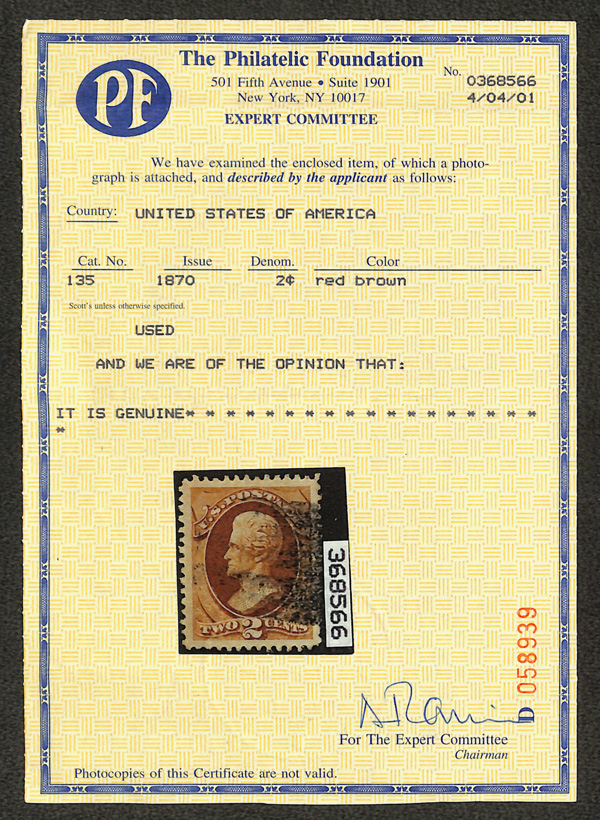 PF
The Philatelic Foundation
501 Fifth Avenue • Suite 1901
New York, NY 10017
EXPERT COMMITTEE
No. 0368566
4/04/01
We have examined the enclosed item, of which a photo-
graph is attached, and described by the applicant as follows:
Country: UNITED STATES OF AMERICA
Cat. No. Issue Denom. Color
135 1870 2¢ red brown
Scott's unless otherwise specified.
USED
AND WE ARE OF THE OPINION THAT:
IT IS GENUINE* * * * * * * * * * * * * * * * * *
*
U.S. POSTA
TWO 2 CENTS
368566
D 058939
For The Expert Committee
Chairman
Photocopies of this Certificate are not valid.